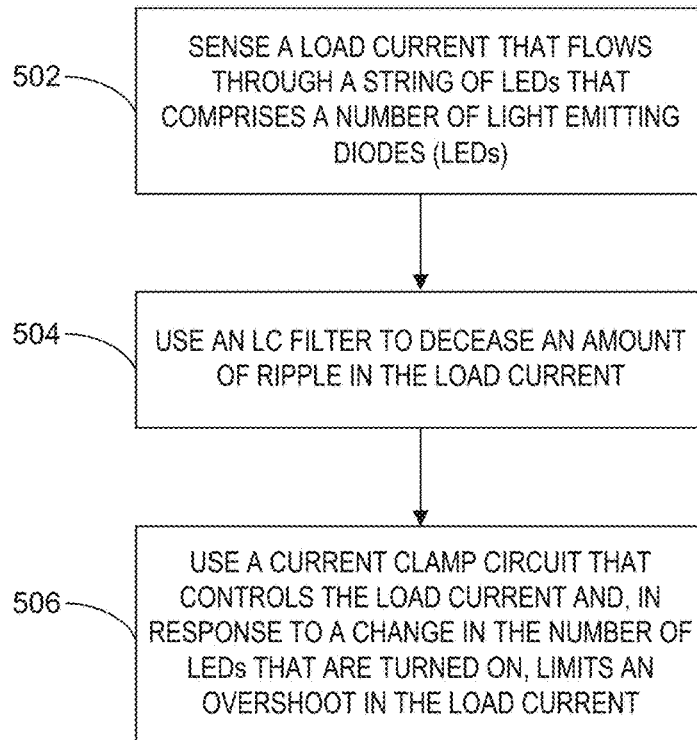 502
SENSE A LOAD CURRENT THAT FLOWS
THROUGH A STRING OF LEDs THAT
COMPRISES A NUMBER OF LIGHT EMITTING
DIODES (LEDs)
504
USE AN LC FILTER TO DECEASE AN AMOUNT
OF RIPPLE IN THE LOAD CURRENT
506
USE A CURRENT CLAMP CIRCUIT THAT
CONTROLS THE LOAD CURRENT AND, IN
RESPONSE TO A CHANGE IN THE NUMBER OF
LEDs THAT ARE TURNED ON, LIMITS AN
OVERSHOOT IN THE LOAD CURRENT